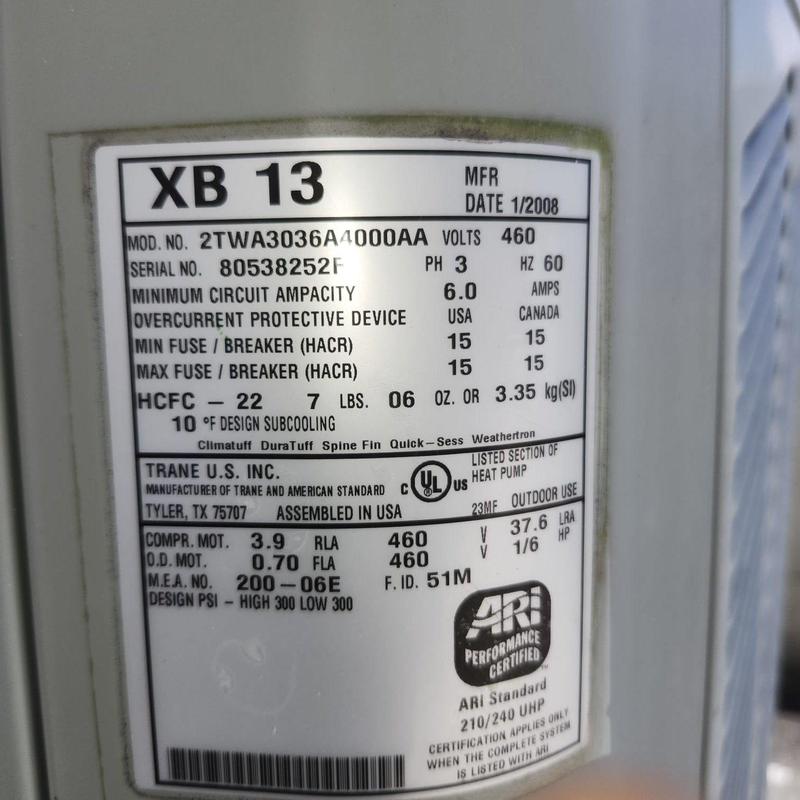 XB 13 MFR
DATE 1/2008
MOD. NO. 2TWA3036A4000AA VOLTS 460
SERIAL NO. 80538252F PH 3 HZ 60
MINIMUM CIRCUIT AMPACITY 6.0 AMPS
OVERCURRENT PROTECTIVE DEVICE USA CANADA
MIN FUSE / BREAKER (HACR) 15 15
MAX FUSE / BREAKER (HACR) 15 15
HCFC – 22 7 LBS. 06 OZ. OR 3.35 kg(SI)
10 °F DESIGN SUBCOOLING
Climatuff DuraTuff Spine Fin Quick–Sess Weathertron
TRANE U.S. INC. C UL US LISTED SECTION OF
MANUFACTURER OF TRANE AND AMERICAN STANDARD HEAT PUMP
TYLER, TX 75707 ASSEMBLED IN USA 23MF OUTDOOR USE
COMPR. MOT. 3.9 RLA 460 V 37.6 LRA
O.D. MOT. 0.70 FLA 460 V 1/6 HP
M.E.A. NO. 200–06E F. ID. 51M
DESIGN PSI – HIGH 300 LOW 300
ARI
PERFORMANCE
CERTIFIED™
ARI Standard
210/240 UHP
CERTIFICATION APPLIES ONLY
WHEN THE COMPLETE SYSTEM
IS LISTED WITH ARI